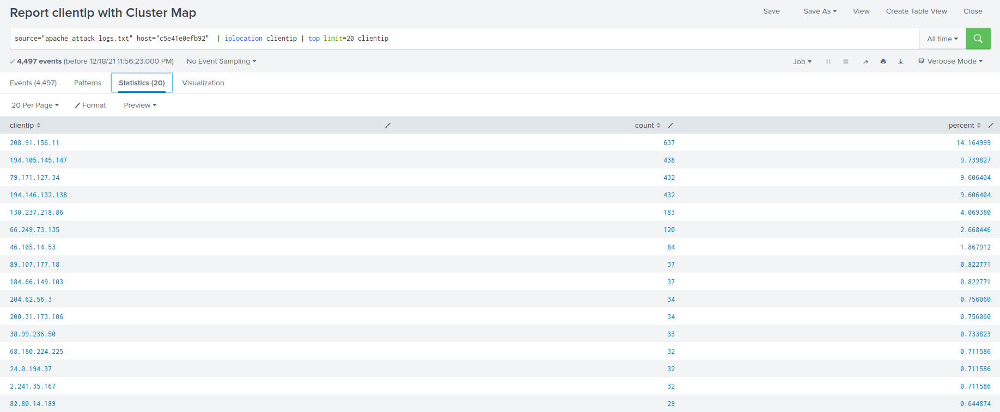 Report clientip with Cluster Map
Save Save As View Create Table View Close
source="apache_attack_logs.txt" host="c5e41e0efb92" | iplocation clientip | top limit=20 clientip
All time
4,497 events (before 12/18/21 11:56:23.000 PM) No Event Sampling
Job Verbose Mode
Events (4,497) Patterns Statistics (20) Visualization
20 Per Page Format Preview
clientip count percent
208.91.156.11 637 14.164999
194.105.145.147 438 9.739827
79.171.127.34 432 9.606404
194.146.132.138 432 9.606404
130.237.218.86 183 4.069380
66.249.73.135 120 2.668446
46.105.14.53 84 1.867912
89.107.177.18 37 0.822771
184.66.149.103 37 0.822771
204.62.56.3 34 0.756060
200.31.173.106 34 0.756060
38.99.236.50 33 0.733823
68.180.224.225 32 0.711586
24.0.194.37 32 0.711586
2.241.35.167 32 0.711586
82.80.14.189 29 0.644874